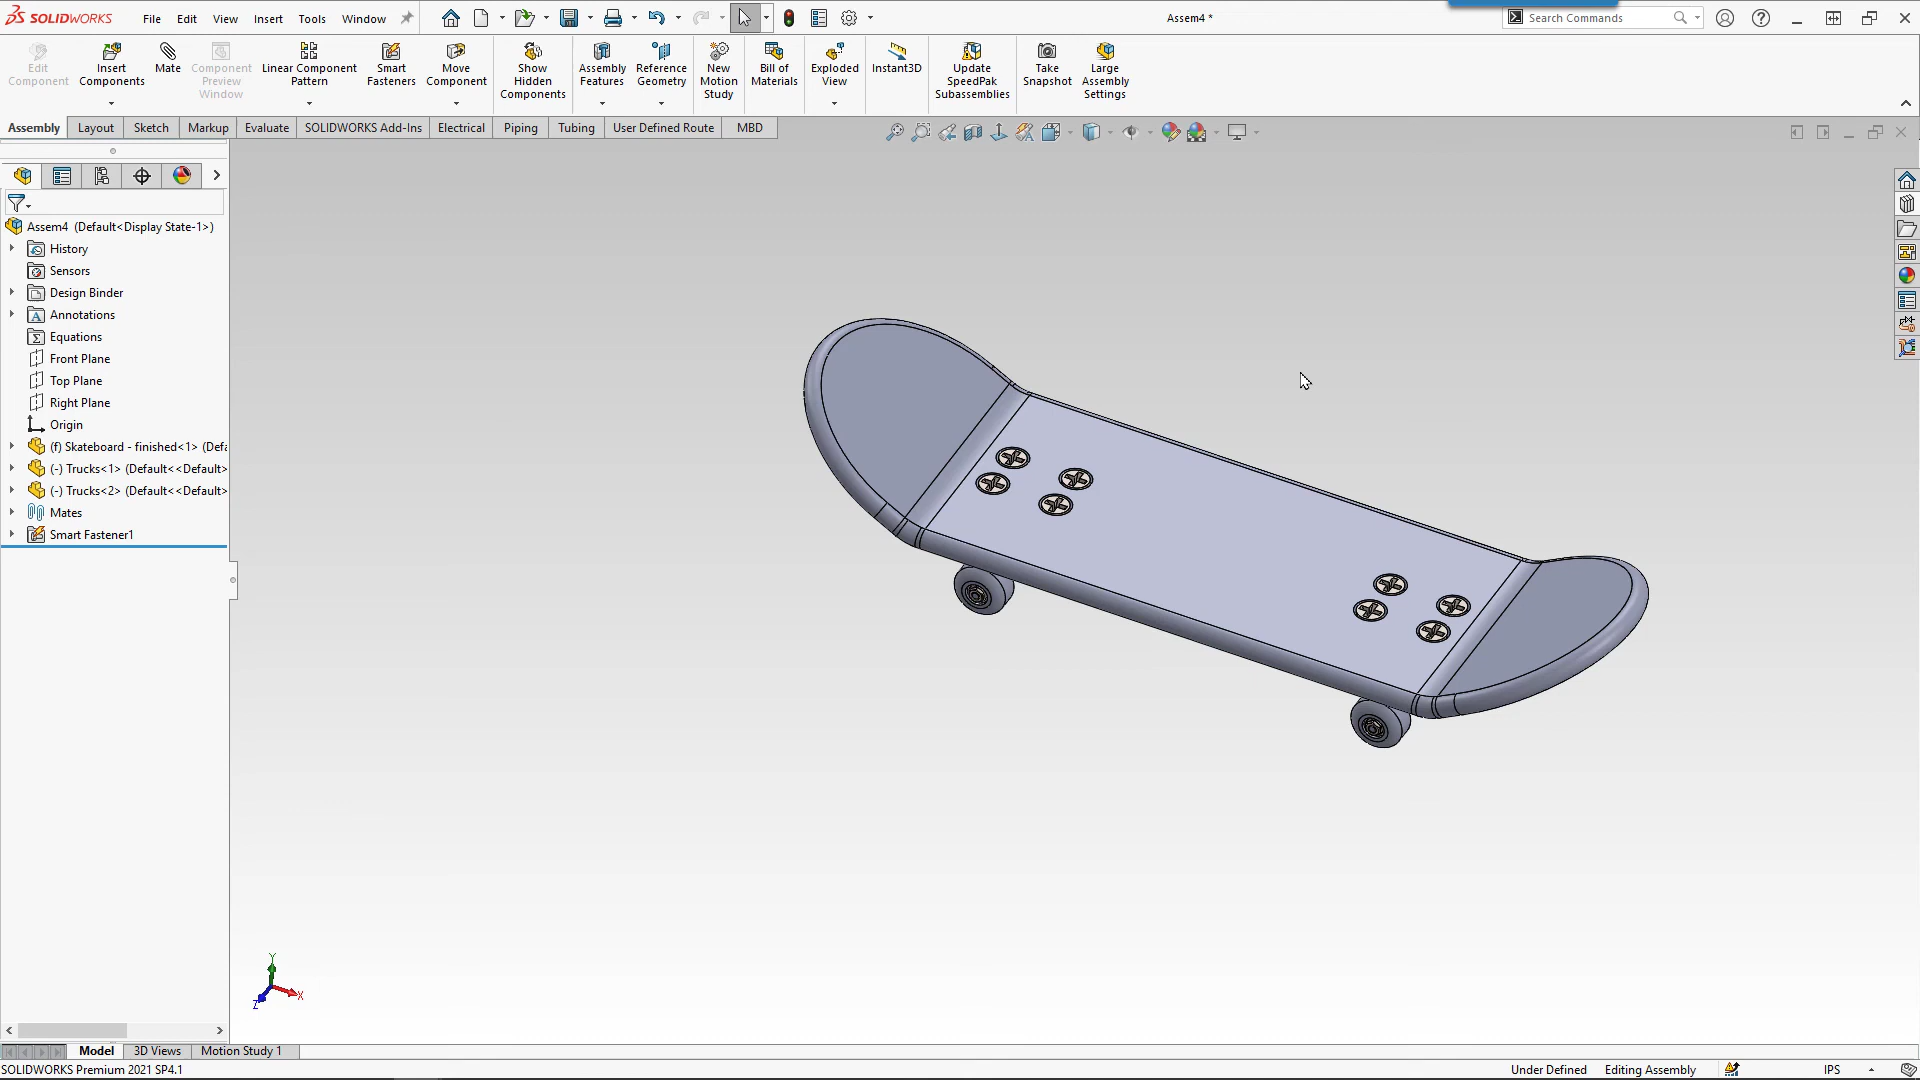 SOLIDWORKS File Edit View Insert Tools Window Assem4 * Search Commands
Edit Component
Insert Components
Mate
Component Preview Window
Linear Component Pattern
Smart Fasteners
Move Component
Show Hidden Components
Assembly Features
Reference Geometry
New Motion Study
Bill of Materials
Exploded View
Instant3D
Update SpeedPak Subassemblies
Take Snapshot
Large Assembly Settings
Assembly Layout Sketch Markup Evaluate SOLIDWORKS Add-Ins Electrical Piping Tubing User Defined Route MBD
Assem4 (Default<Display State-1>)
History
Sensors
Design Binder
Annotations
Equations
Front Plane
Top Plane
Right Plane
Origin
(f) Skateboard - finished<1> (Defa
(-) Trucks<1> (Default<<Default>
(-) Trucks<2> (Default<<Default>
Mates
Smart Fastener1
Y
X
Z
Model 3D Views Motion Study 1
SOLIDWORKS Premium 2021 SP4.1 Under Defined Editing Assembly IPS